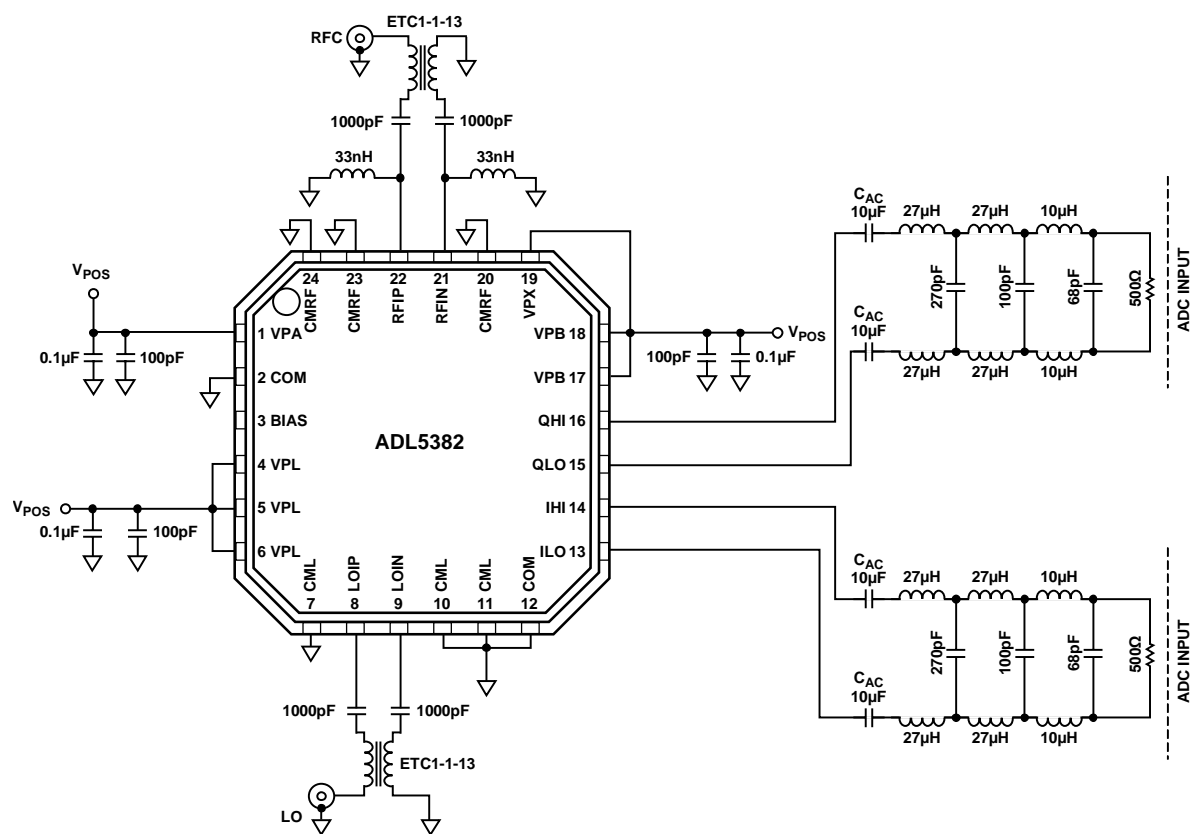 ETC1-1-13
RFC
1000pF 1000pF
33nH 33nH
CAC
10µF
27µH 27µH 10µH
270pF
100pF
68pF
500Ω
ADC INPUT
CAC
10µF
27µH 27µH 10µH
VPOS
0.1µF 100pF
24 23 22 21 20 19
CMRF CMRF RFIP RFIN CMRF VPX
1 VPA
2 COM
3 BIAS
4 VPL
5 VPL
6 VPL
ADL5382
VPB 18
VPB 17
QHI 16
QLO 15
IHI 14
ILO 13
VPOS
100pF 0.1µF
VPOS
0.1µF 100pF
CML LOIP LOIN CML CML COM
7 8 9 10 11 12
CAC
10µF
27µH 27µH 10µH
270pF
100pF
68pF
500Ω
ADC INPUT
CAC
10µF
27µH 27µH 10µH
1000pF 1000pF
ETC1-1-13
LO